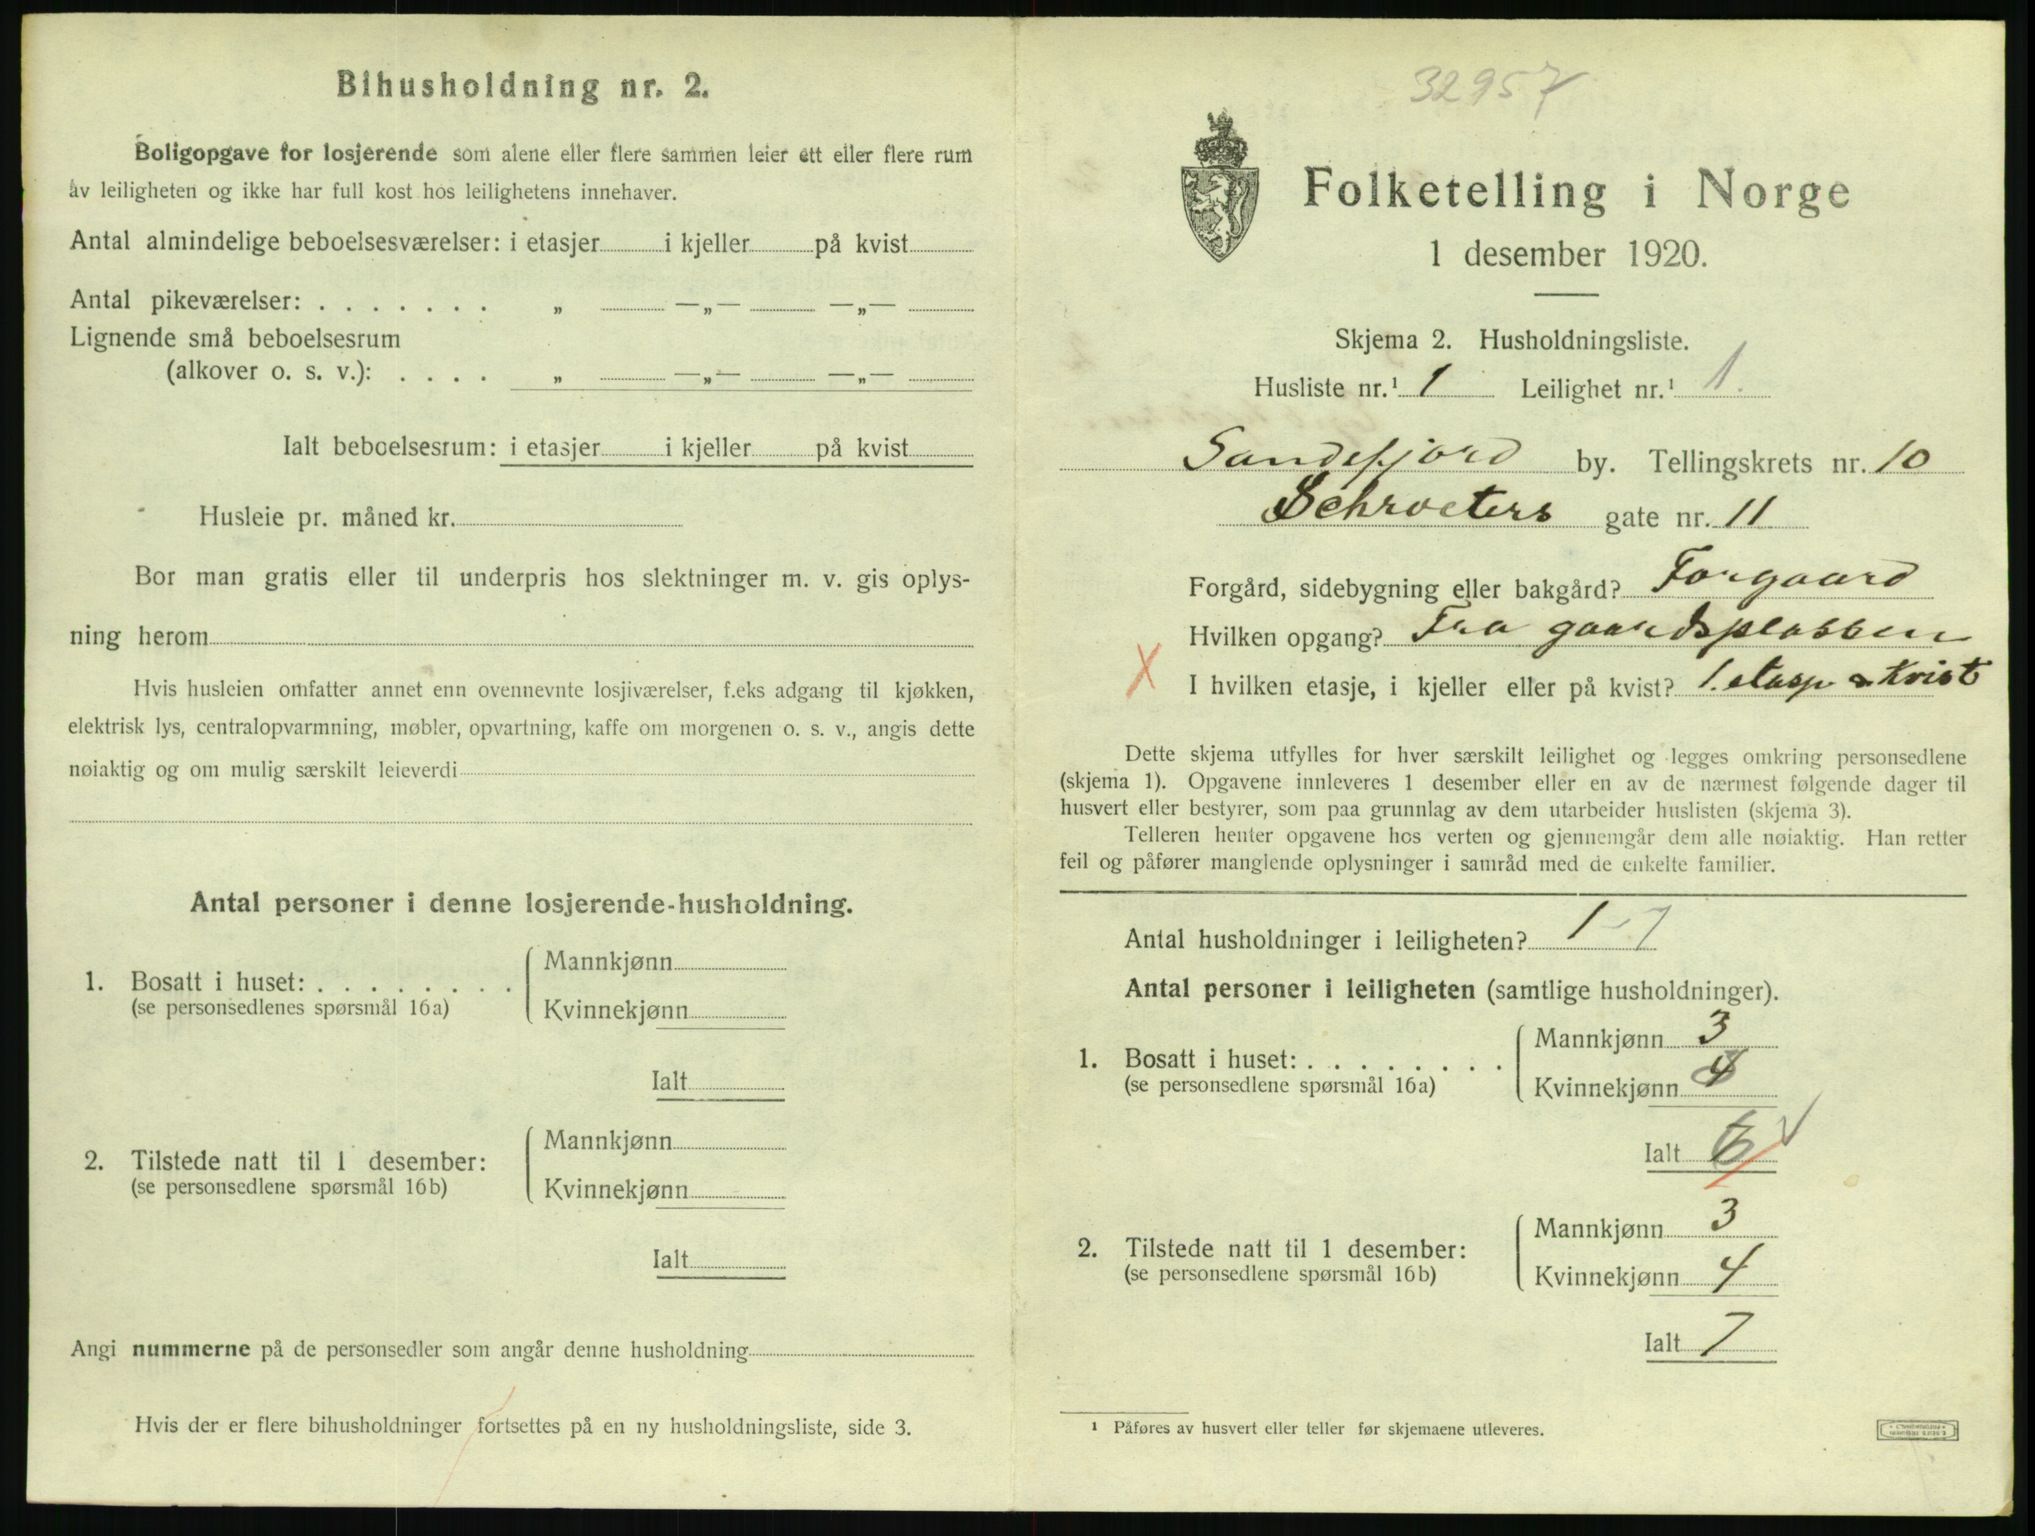 Bihusholdning nr. 2.
Boligopgave for losjerende som alene eller flere sammen leier ett eller flere rum
av leiligheten og ikke har full kost hos leilighetens innehaver.
Antal almindelige beboelsesværelser: i etasjer i kjeller på kvist
Antal pikeværelser: . . . . . . . „ —„— —„—
Lignende små beboelsesrum
(alkover o. s. v.): . . . . „ —„— —„—
Ialt beboelsesrum: i etasjer i kjeller på kvist
Husleie pr. måned kr.
Bor man gratis eller til underpris hos slektninger m. v. gis oplys-
ning herom
Hvis husleien omfatter annet enn ovennevnte losjiværelser, f.eks adgang til kjøkken,
elektrisk lys, centralopvarmning, møbler, opvartning, kaffe om morgenen o. s. v., angis dette
nøiaktig og om mulig særskilt leieverdi
Antal personer i denne losjerende-husholdning.
1. Bosatt i huset: . . . . . . . .
(se personsedlenes spørsmål 16a)
Mannkjønn
Kvinnekjønn
Ialt
2. Tilstede natt til 1 desember:
(se personsedlene spørsmål 16b)
Mannkjønn
Kvinnekjønn
Ialt
Angi nummerne på de personsedler som angår denne husholdning
Hvis der er flere bihusholdninger fortsettes på en ny husholdningsliste, side 3.
32957
Folketelling i Norge
1 desember 1920.
Skjema 2. Husholdningsliste.
Husliste nr.¹ 1 Leilighet nr.¹ 1.
Sandefjord by. Tellingskrets nr. 10
Schroeters gate nr. 11
Forgård, sidebygning eller bakgård? Forgaard
Hvilken opgang? Fra gaardsplassen
X I hvilken etasje, i kjeller eller på kvist? 1. etasje & Kvist
Dette skjema utfylles for hver særskilt leilighet og legges omkring personsedlene
(skjema 1). Opgavene innleveres 1 desember eller en av de nærmest følgende dager til
husvert eller bestyrer, som paa grunnlag av dem utarbeider huslisten (skjema 3).
Telleren henter opgavene hos verten og gjennemgår dem alle nøiaktig. Han retter
feil og påfører manglende oplysninger i samråd med de enkelte familier.
Antal husholdninger i leiligheten? 1-7
Antal personer i leiligheten (samtlige husholdninger).
1. Bosatt i huset: . . . . . . . .
(se personsedlene spørsmål 16a)
Mannkjønn 3
Kvinnekjønn
Ialt 6
2. Tilstede natt til 1 desember:
(se personsedlene spørsmål 16b)
Mannkjønn 3
Kvinnekjønn 4
Ialt 7
¹ Påføres av husvert eller teller før skjemaene utleveres.